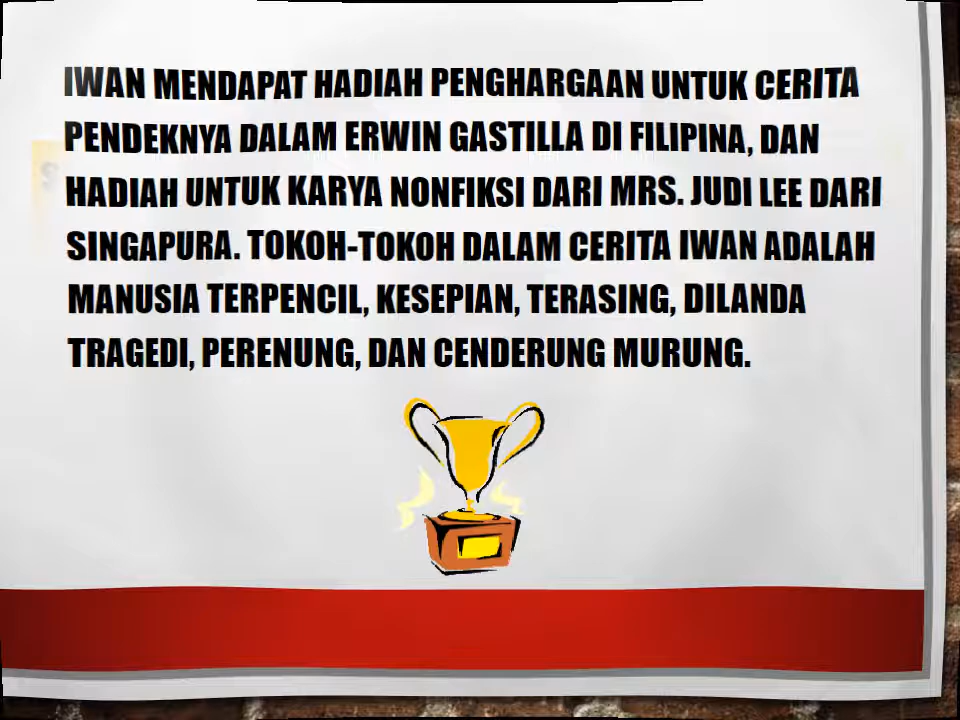 IWAN MENDAPAT HADIAH PENGHARGAAN UNTUK CERITA
PENDEKNYA DALAM ERWIN GASTILLA DI FILIPINA, DAN
HADIAH UNTUK KARYA NONFIKSI DARI MRS. JUDI LEE DARI
SINGAPURA. TOKOH-TOKOH DALAM CERITA IWAN ADALAH
MANUSIA TERPENCIL, KESEPIAN, TERASING, DILANDA
TRAGEDI, PERENUNG, DAN CENDERUNG MURUNG.